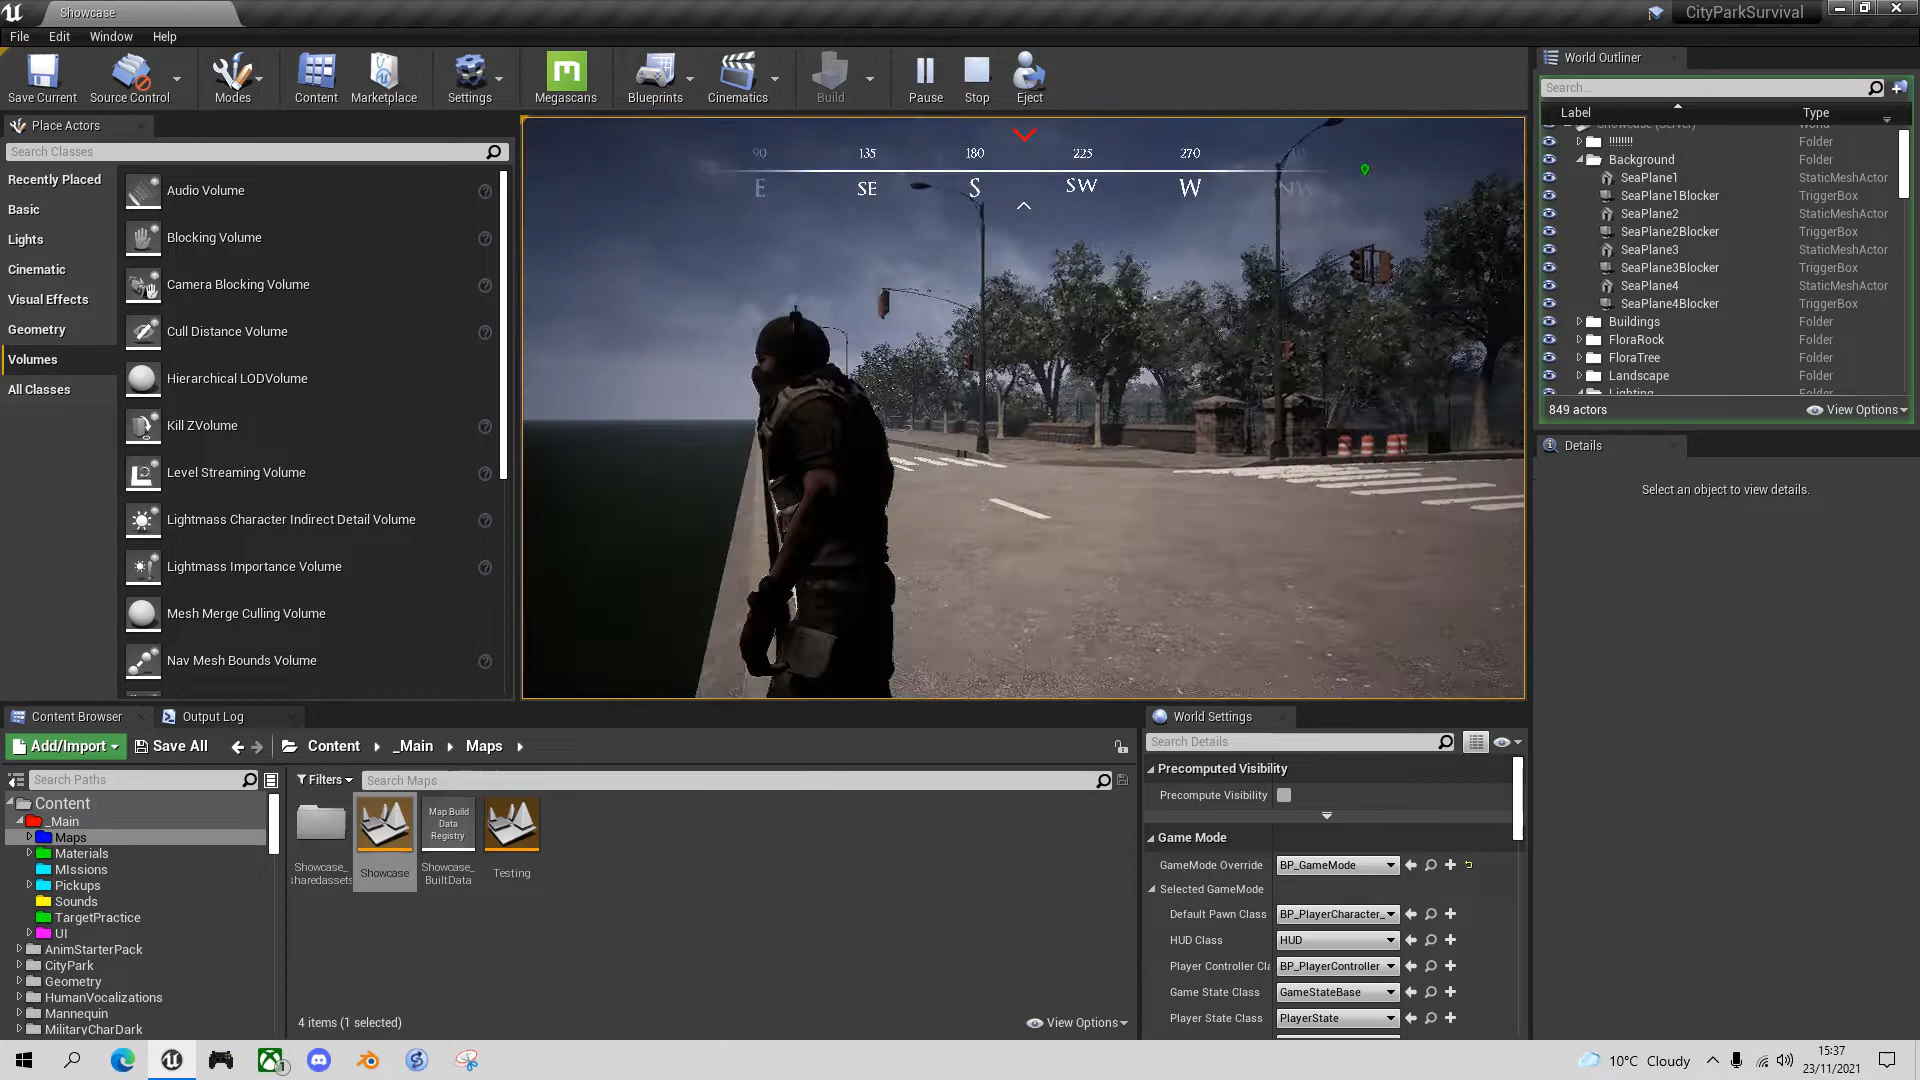 Showcase
CityParkSurvival
File Edit Window Help
Save Current
Source Control
Modes
Content
Marketplace
Settings
Megascans
Blueprints
Cinematics
Build
Pause
Stop
Eject
Place Actors
Search Classes
Recently Placed
Basic
Lights
Cinematic
Visual Effects
Geometry
Volumes
All Classes
Audio Volume
Blocking Volume
Camera Blocking Volume
Cull Distance Volume
Hierarchical LODVolume
Kill ZVolume
Level Streaming Volume
Lightmass Character Indirect Detail Volume
Lightmass Importance Volume
Mesh Merge Culling Volume
Nav Mesh Bounds Volume
90 135 180 225 270
E SE S SW W NW
World Outliner
Search...
Label Type
Showcase (Server) World
!!!!!!!! Folder
Background Folder
SeaPlane1 StaticMeshActor
SeaPlane1Blocker TriggerBox
SeaPlane2 StaticMeshActor
SeaPlane2Blocker TriggerBox
SeaPlane3 StaticMeshActor
SeaPlane3Blocker TriggerBox
SeaPlane4 StaticMeshActor
SeaPlane4Blocker TriggerBox
Buildings Folder
FloraRock Folder
FloraTree Folder
Landscape Folder
Lighting Folder
849 actors
View Options
Details
Select an object to view details.
Content Browser
Output Log
Add/Import
Save All
Content
_Main
Maps
Search Paths
Filters
Search Maps
Content
_Main
Maps
Materials
MIssions
Pickups
Sounds
TargetPractice
UI
AnimStarterPack
CityPark
Geometry
HumanVocalizations
Mannequin
MilitaryCharDark
Showcase_
sharedassets
Showcase
Map Build
Data
Registry
Showcase_
BuiltData
Testing
4 items (1 selected)
View Options
World Settings
Search Details
Precomputed Visibility
Precompute Visibility
Game Mode
GameMode Override BP_GameMode
Selected GameMode
Default Pawn Class BP_PlayerCharacter_
HUD Class HUD
Player Controller Cla BP_PlayerController
Game State Class GameStateBase
Player State Class PlayerState
1
10°C Cloudy
15:37
23/11/2021